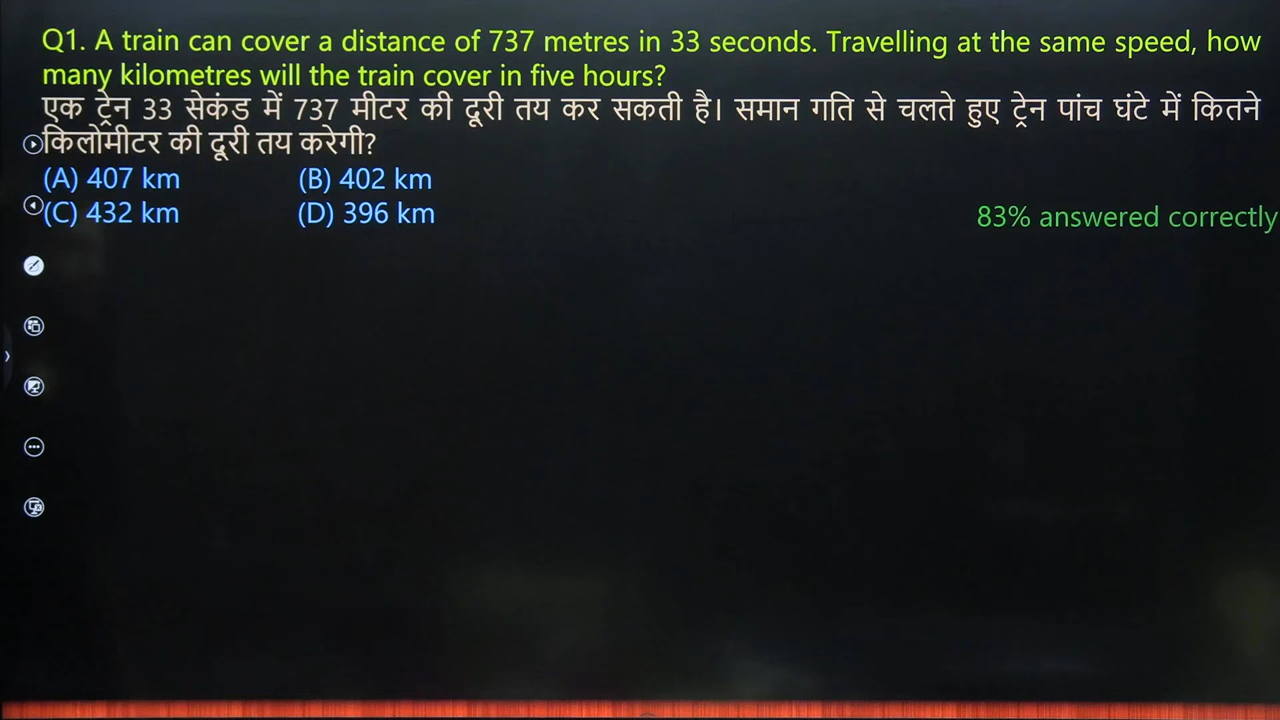 Q1. A train can cover a distance of 737 metres in 33 seconds. Travelling at the same speed, how
many kilometres will the train cover in five hours?
एक ट्रेन 33 सेकंड में 737 मीटर की दूरी तय कर सकती है। समान गति से चलते हुए ट्रेन पांच घंटे में कितने
किलोमीटर की दूरी तय करेगी?
(A) 407 km (B) 402 km
(C) 432 km (D) 396 km
83% answered correctly